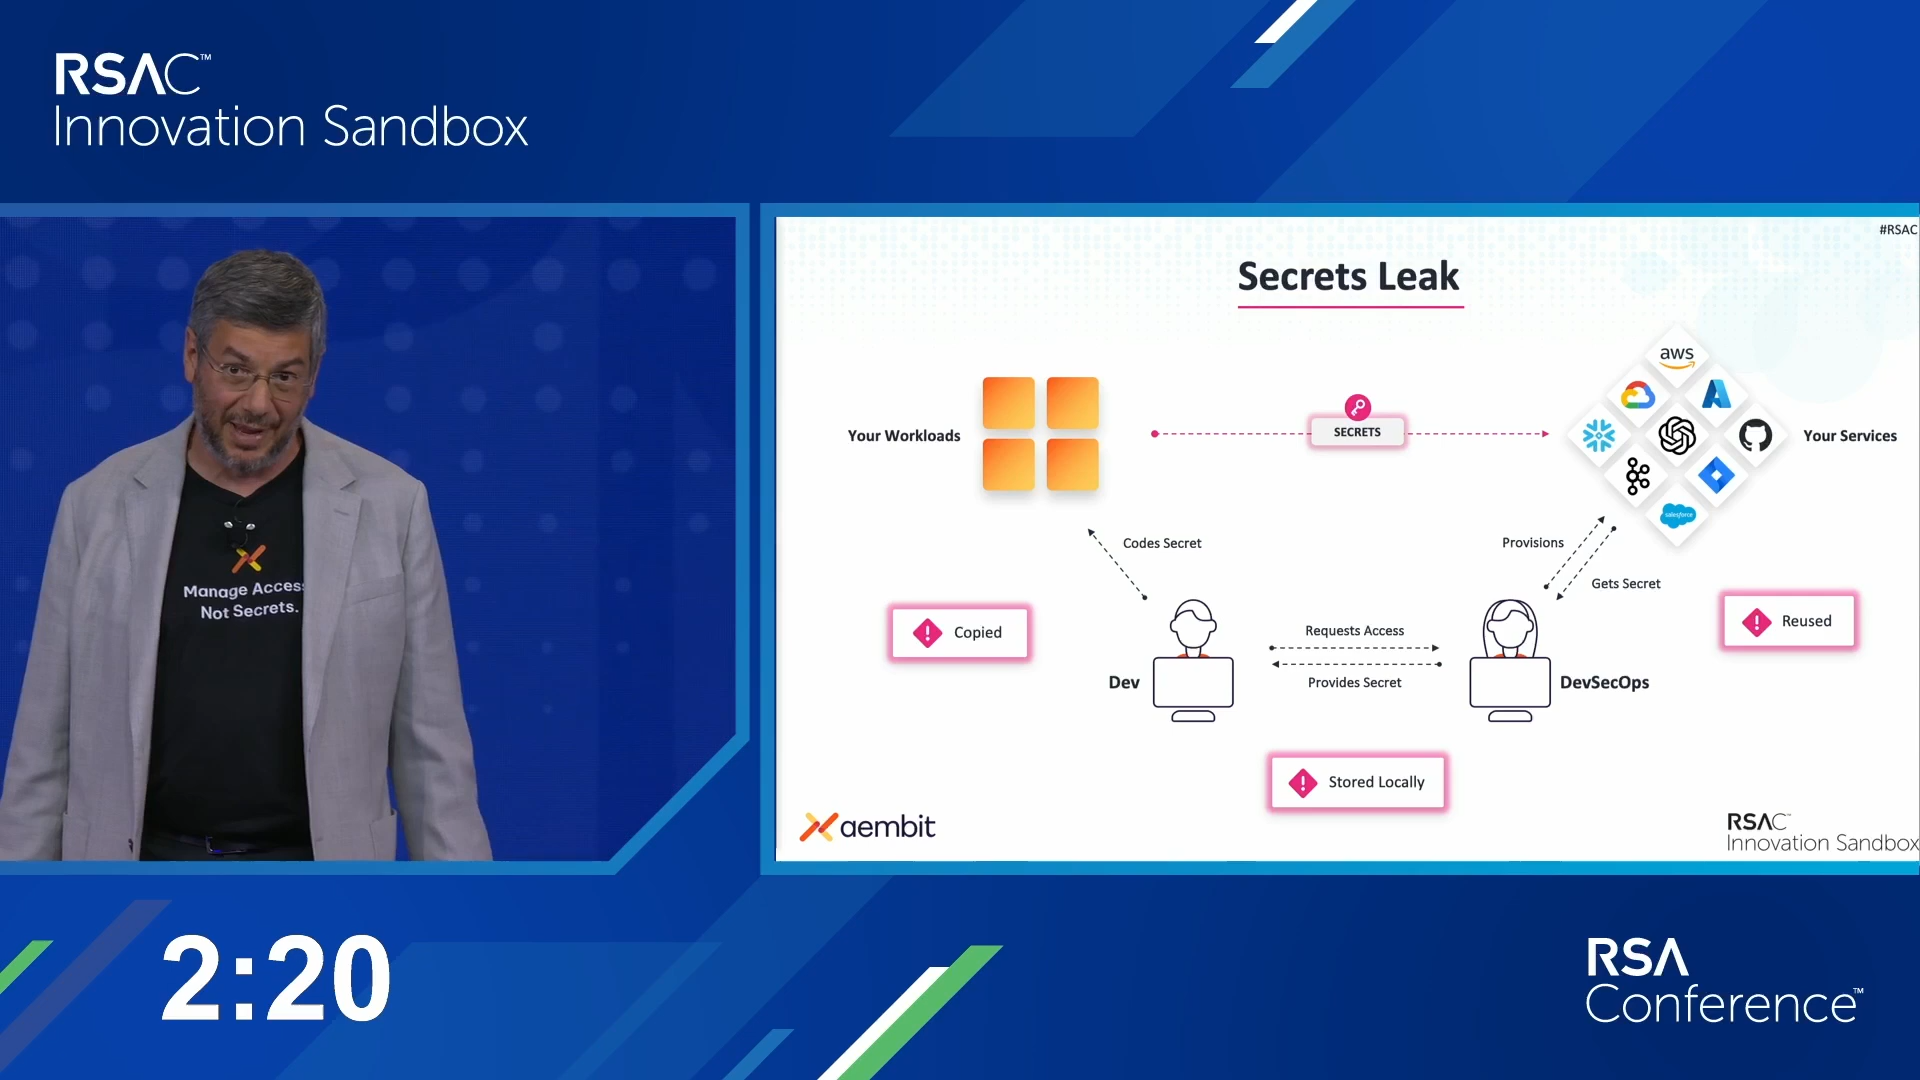 RSAC™
Innovation Sandbox
Manage Access
Not Secrets.
2:20
#RSAC
Secrets Leak
Your Workloads
SECRETS
aws
salesforce
Your Services
Codes Secret
Provisions
Gets Secret
Copied
Requests Access
Provides Secret
Reused
Dev
DevSecOps
Stored Locally
aembit
RSAC™
Innovation Sandbox
RSA
Conference™